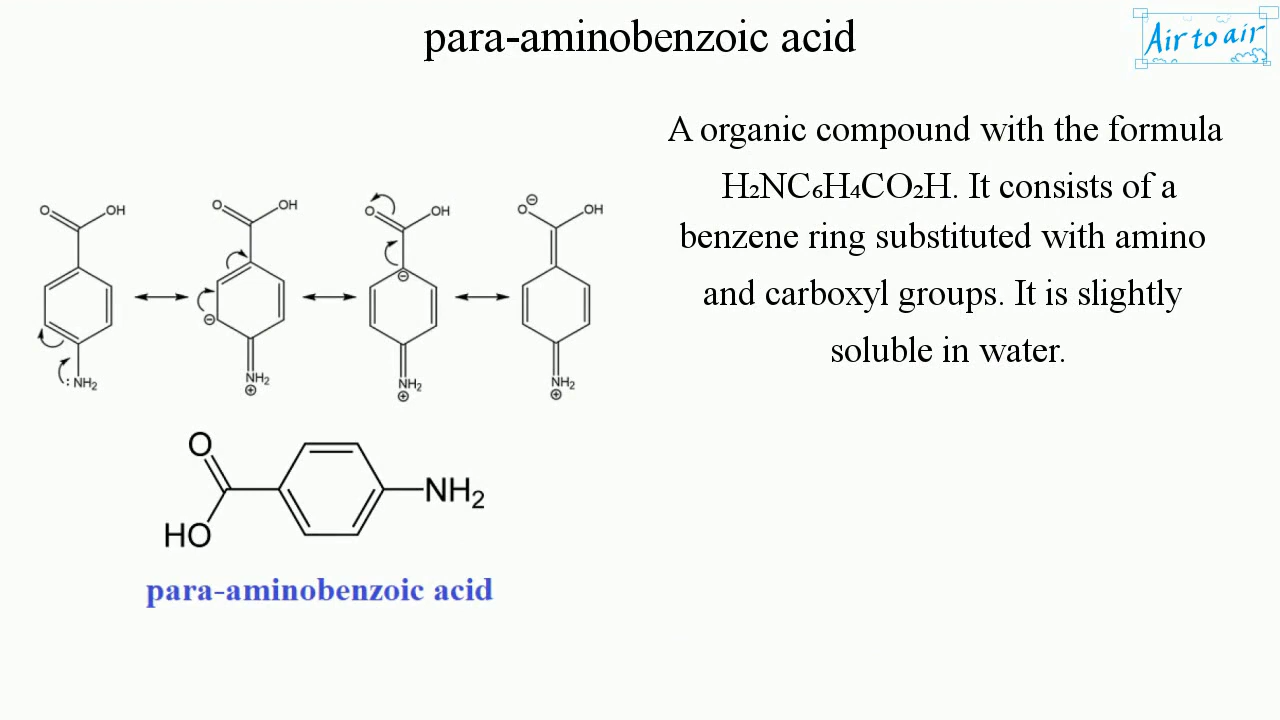 para-aminobenzoic acid
Air to air
A organic compound with the formula
H₂NC₆H₄CO₂H. It consists of a
benzene ring substituted with amino
and carboxyl groups. It is slightly
soluble in water.
O OH O OH O OH O OH
⊖
⊖
⊖
:NH₂ NH₂ NH₂ NH₂
⊕ ⊕ ⊕
O
NH₂
HO
para-aminobenzoic acid